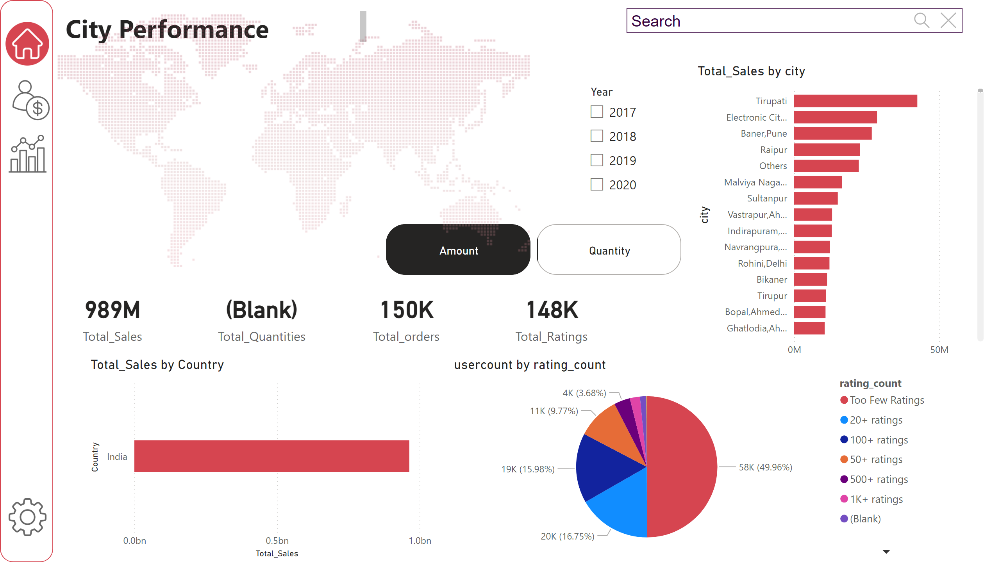 City Performance
Search
Year
2017
2018
2019
2020
Amount
Quantity
Total_Sales by city
city
Tirupati
Electronic Cit...
Baner,Pune
Raipur
Others
Malviya Naga...
Sultanpur
Vastrapur,Ah...
Indirapuram,...
Navrangpura,...
Rohini,Delhi
Bikaner
Tirupur
Bopal,Ahmed...
Ghatlodia,Ah...
0M
50M
989M
Total_Sales
(Blank)
Total_Quantities
150K
Total_orders
148K
Total_Ratings
Total_Sales by Country
Country
India
0.0bn
0.5bn
1.0bn
Total_Sales
usercount by rating_count
4K (3.68%)
11K (9.77%)
19K (15.98%)
20K (16.75%)
58K (49.96%)
rating_count
Too Few Ratings
20+ ratings
100+ ratings
50+ ratings
500+ ratings
1K+ ratings
(Blank)